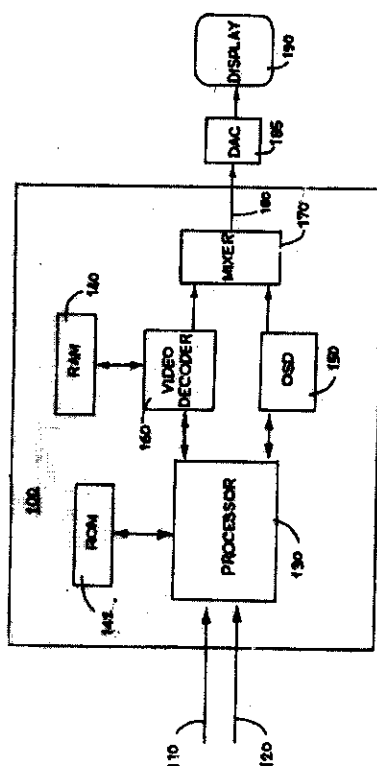 100
140
RAM
142
ROM
160
VIDEO
DECODER
110
120
PROCESSOR
130
OSD
150
MIXER
170
180
DAC
185
DISPLAY
190